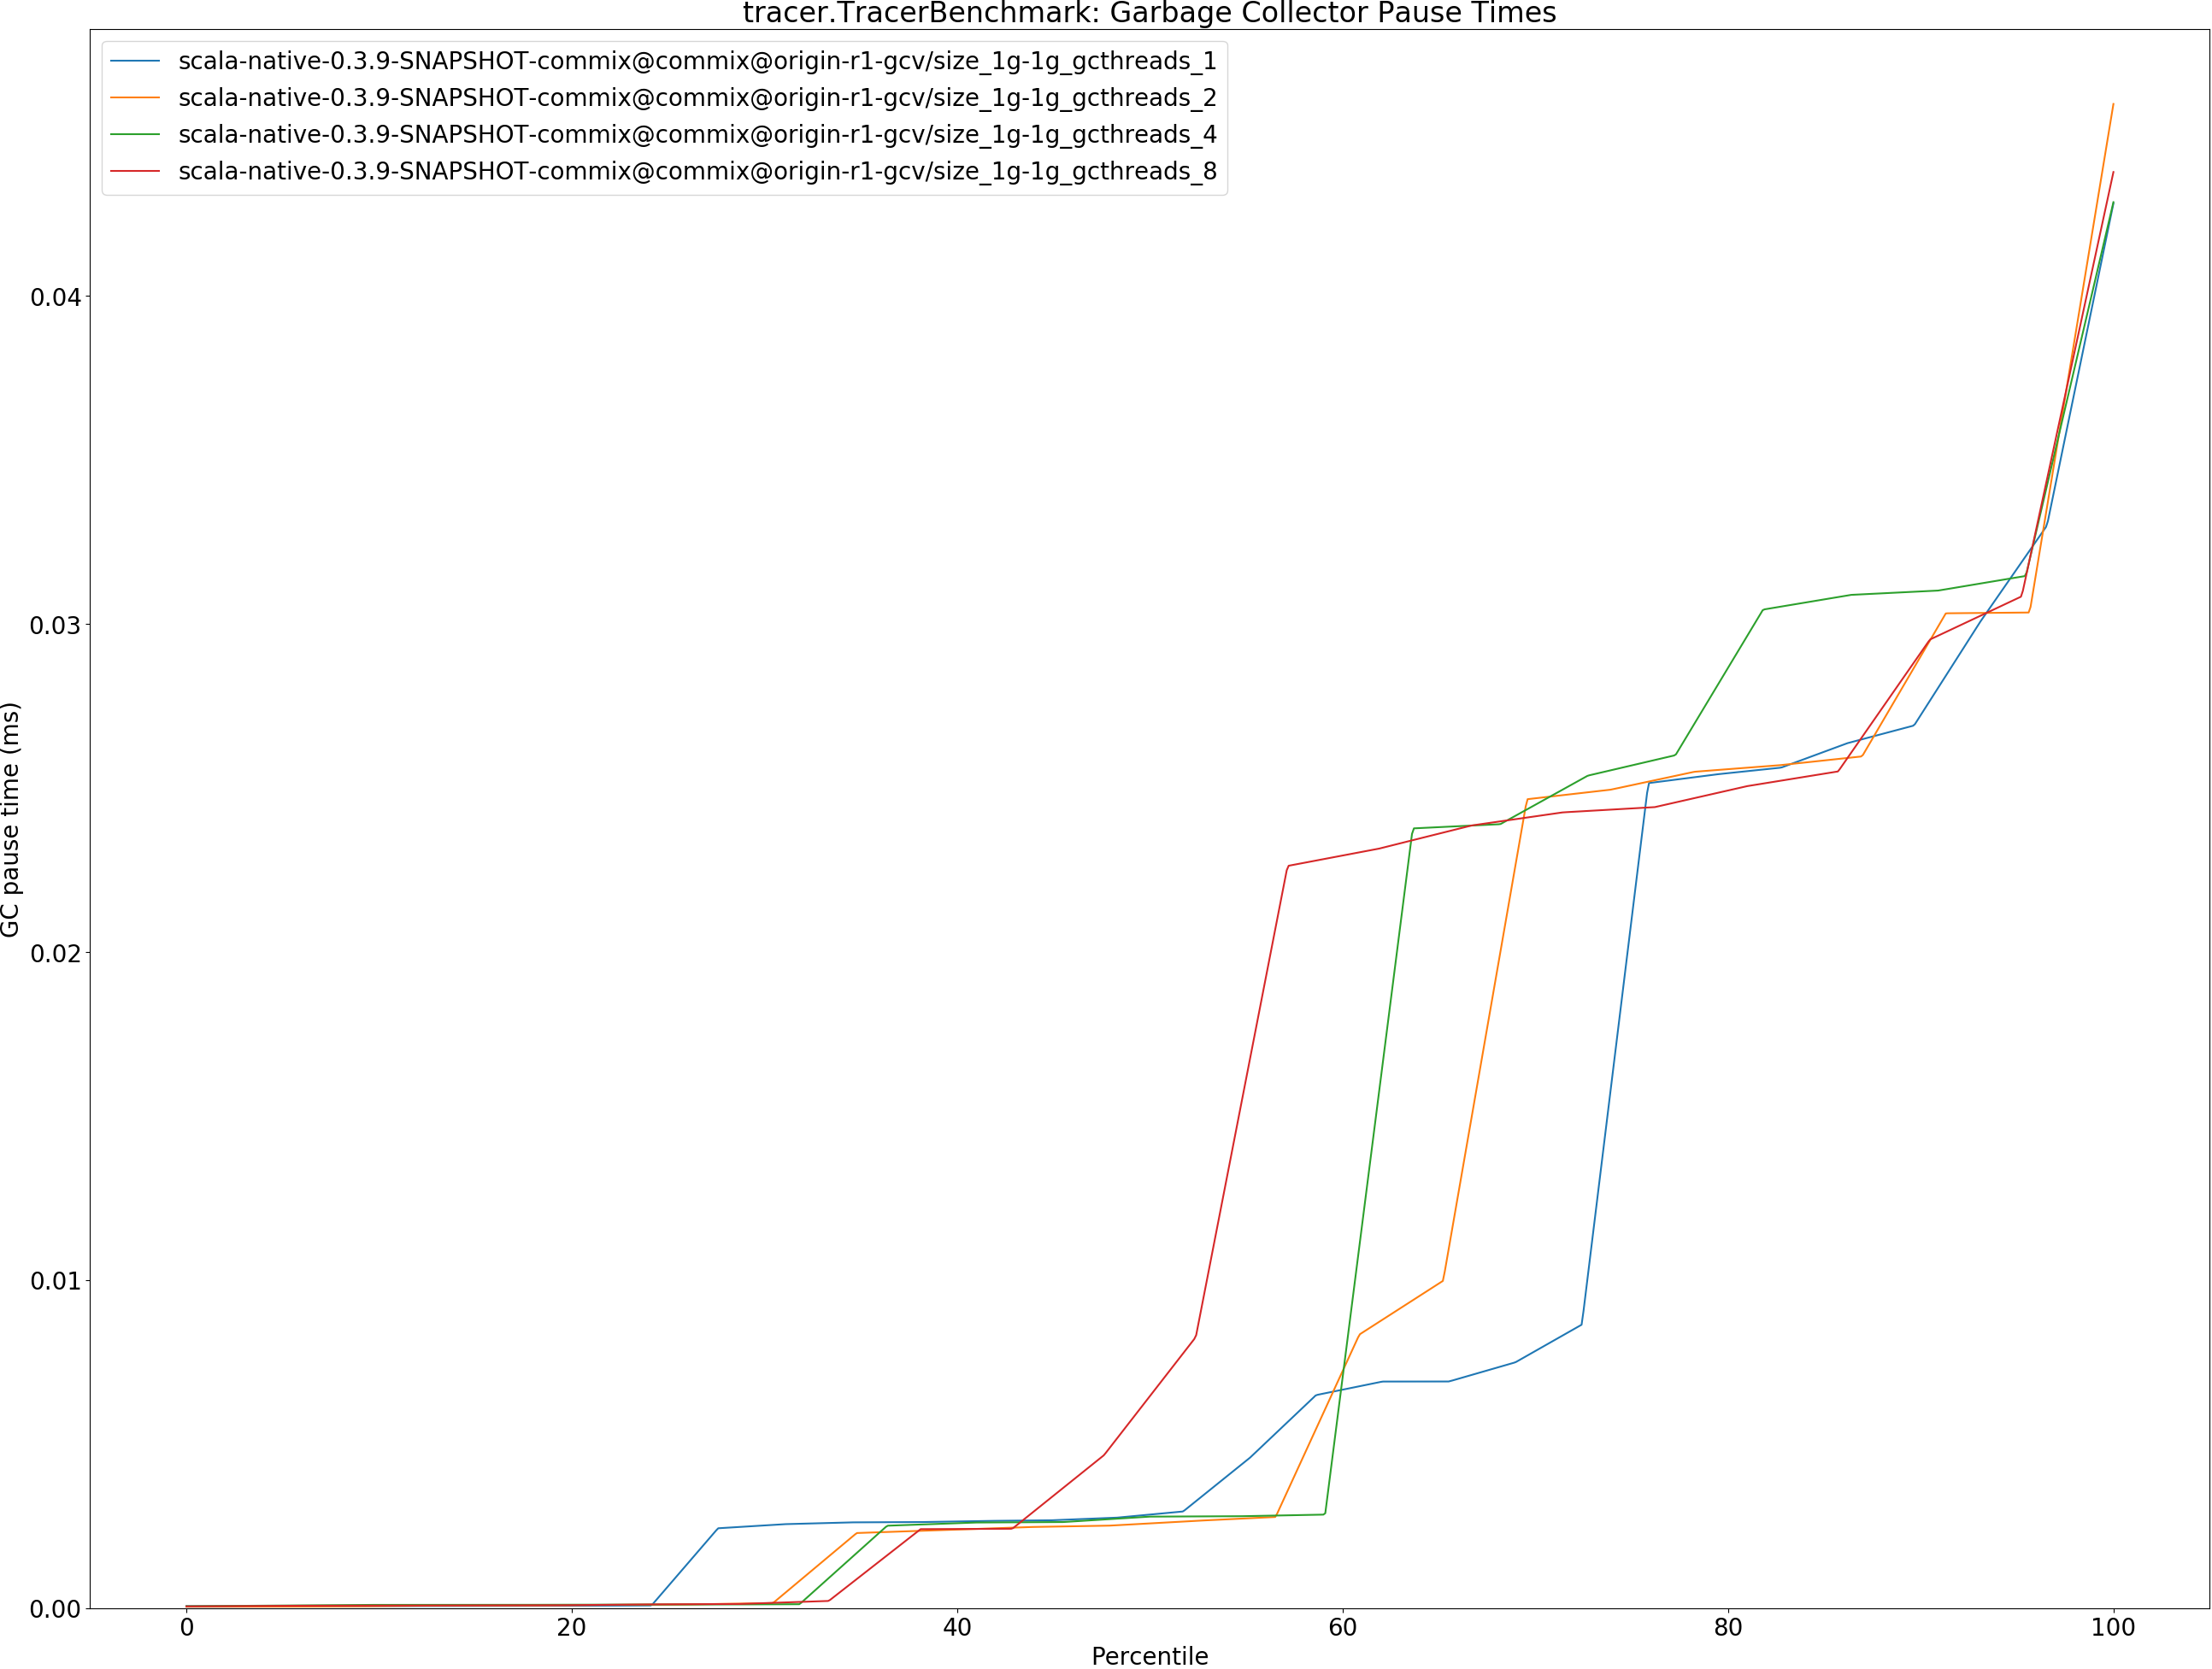 tracer.TracerBenchmark: Garbage Collector Pause Times
scala-native-0.3.9-SNAPSHOT-commix@commix@origin-r1-gcv/size_1g-1g_gcthreads_1
scala-native-0.3.9-SNAPSHOT-commix@commix@origin-r1-gcv/size_1g-1g_gcthreads_2
scala-native-0.3.9-SNAPSHOT-commix@commix@origin-r1-gcv/size_1g-1g_gcthreads_4
scala-native-0.3.9-SNAPSHOT-commix@commix@origin-r1-gcv/size_1g-1g_gcthreads_8
GC pause time (ms)
0.04
0.03
0.02
0.01
0.00
0 20 40 60 80 100
Percentile